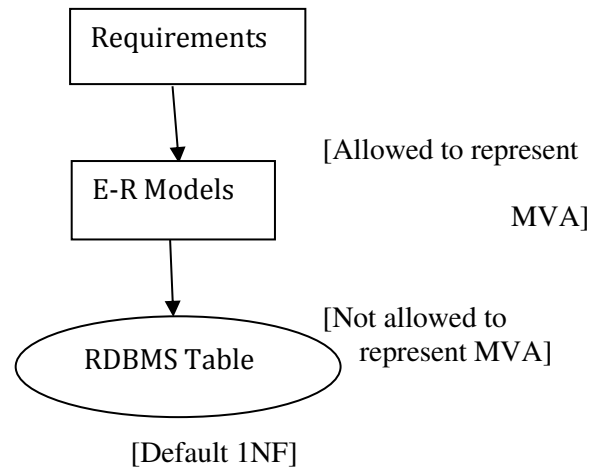 Requirements
[Allowed to represent
MVA]
E-R Models
[Not allowed to
represent MVA]
RDBMS Table
[Default 1NF]